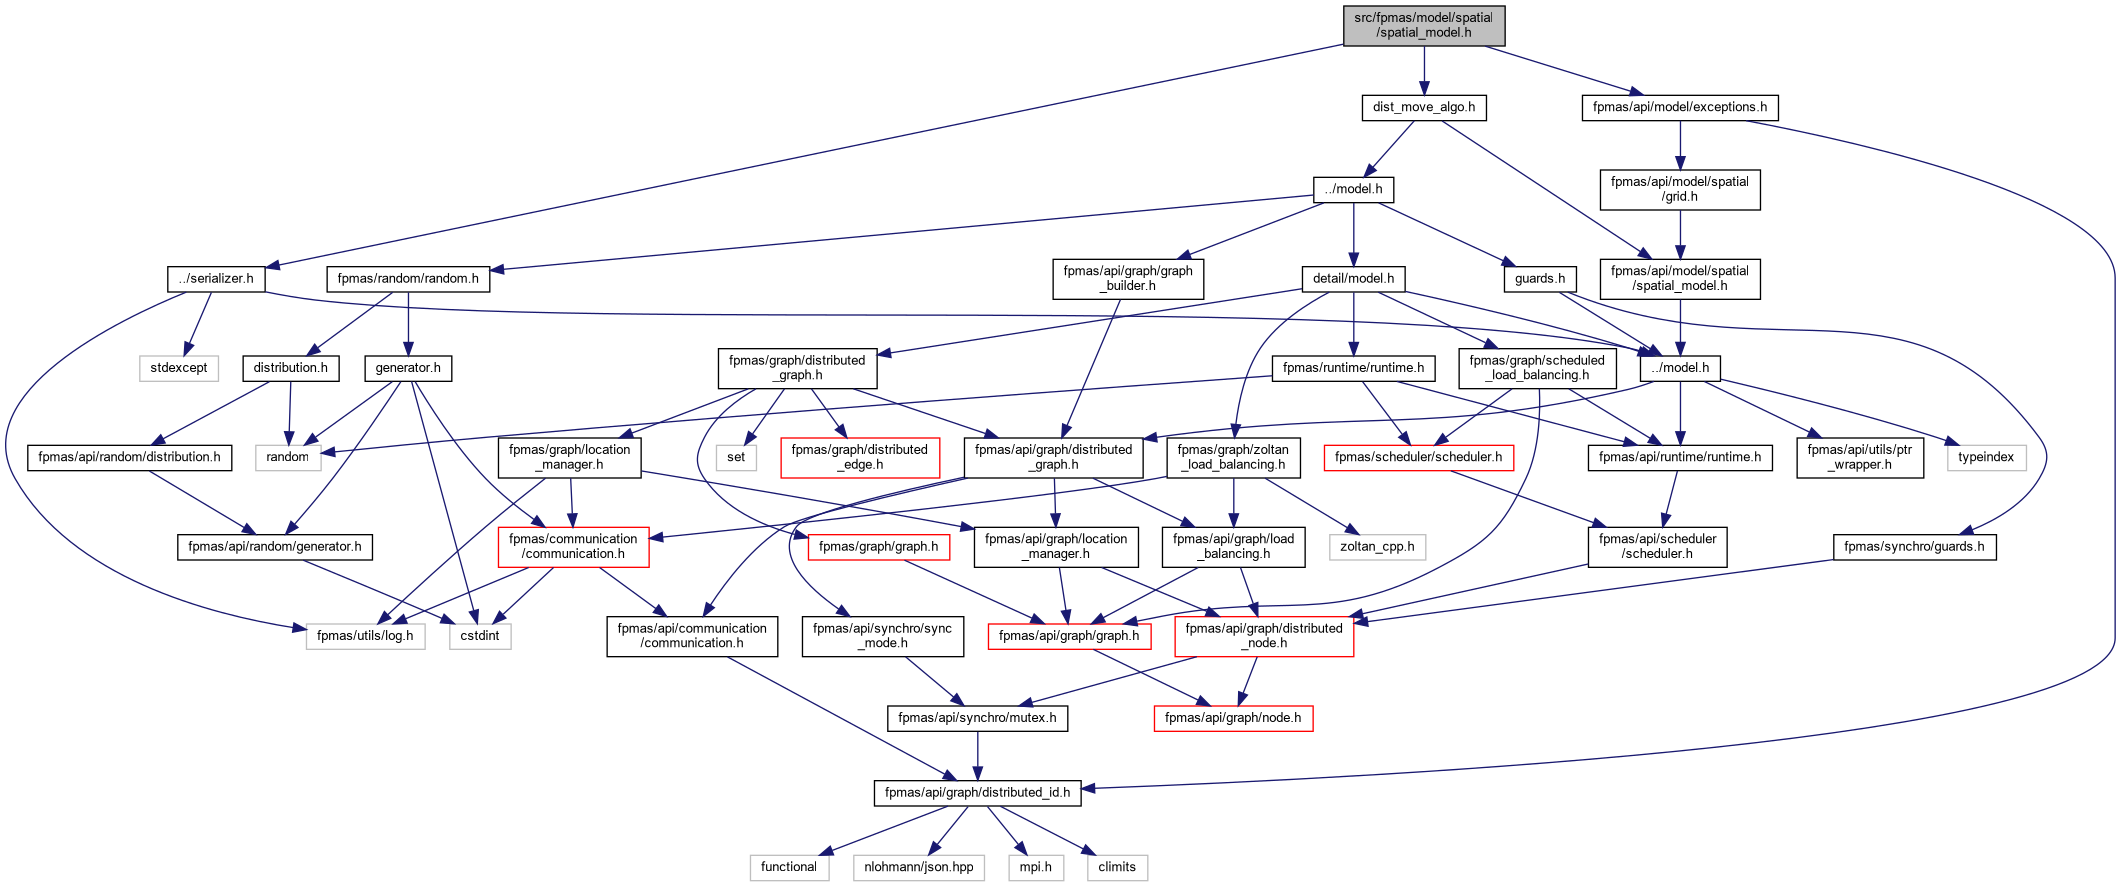 src/fpmas/model/spatial
/spatial_model.h
dist_move_algo.h
fpmas/api/model/exceptions.h
../model.h
fpmas/api/model/spatial
/grid.h
../serializer.h
fpmas/random/random.h
fpmas/api/graph/graph
_builder.h
detail/model.h
guards.h
fpmas/api/model/spatial
/spatial_model.h
stdexcept
distribution.h
generator.h
fpmas/graph/distributed
_graph.h
fpmas/runtime/runtime.h
fpmas/graph/scheduled
_load_balancing.h
../model.h
fpmas/api/random/distribution.h
random
fpmas/graph/location
_manager.h
set
fpmas/graph/distributed
_edge.h
fpmas/api/graph/distributed
_graph.h
fpmas/graph/zoltan
_load_balancing.h
fpmas/scheduler/scheduler.h
fpmas/api/runtime/runtime.h
fpmas/api/utils/ptr
_wrapper.h
typeindex
fpmas/api/random/generator.h
fpmas/communication
/communication.h
fpmas/graph/graph.h
fpmas/api/graph/location
_manager.h
fpmas/api/graph/load
_balancing.h
zoltan_cpp.h
fpmas/api/scheduler
/scheduler.h
fpmas/synchro/guards.h
fpmas/utils/log.h
cstdint
fpmas/api/communication
/communication.h
fpmas/api/synchro/sync
_mode.h
fpmas/api/graph/graph.h
fpmas/api/graph/distributed
_node.h
fpmas/api/synchro/mutex.h
fpmas/api/graph/node.h
fpmas/api/graph/distributed_id.h
functional
nlohmann/json.hpp
mpi.h
climits